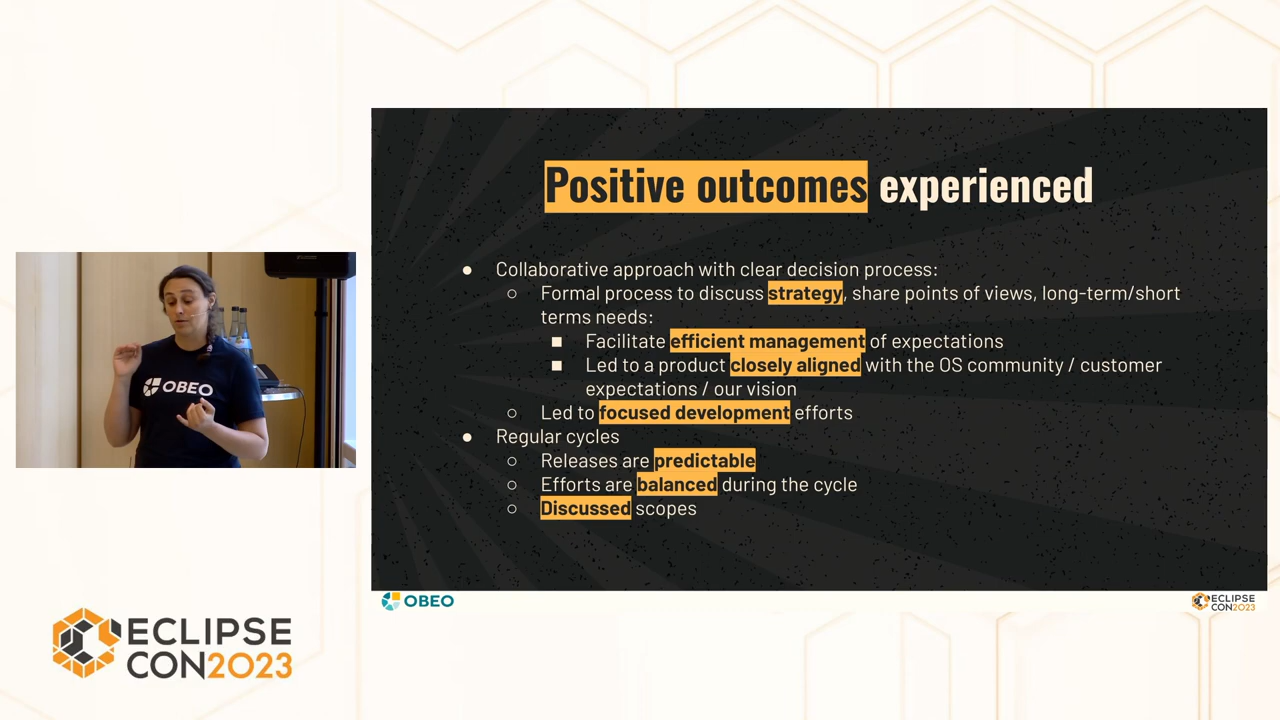 Positive outcomes experienced
● Collaborative approach with clear decision process:
○ Formal process to discuss strategy, share points of views, long-term/short
terms needs:
■ Facilitate efficient management of expectations
■ Led to a product closely aligned with the OS community / customer
expectations / our vision
○ Led to focused development efforts
● Regular cycles
○ Releases are predictable
○ Efforts are balanced during the cycle
○ Discussed scopes
OBEO
OBEO
ECLIPSE
CON2023
ECLIPSE
CON2023